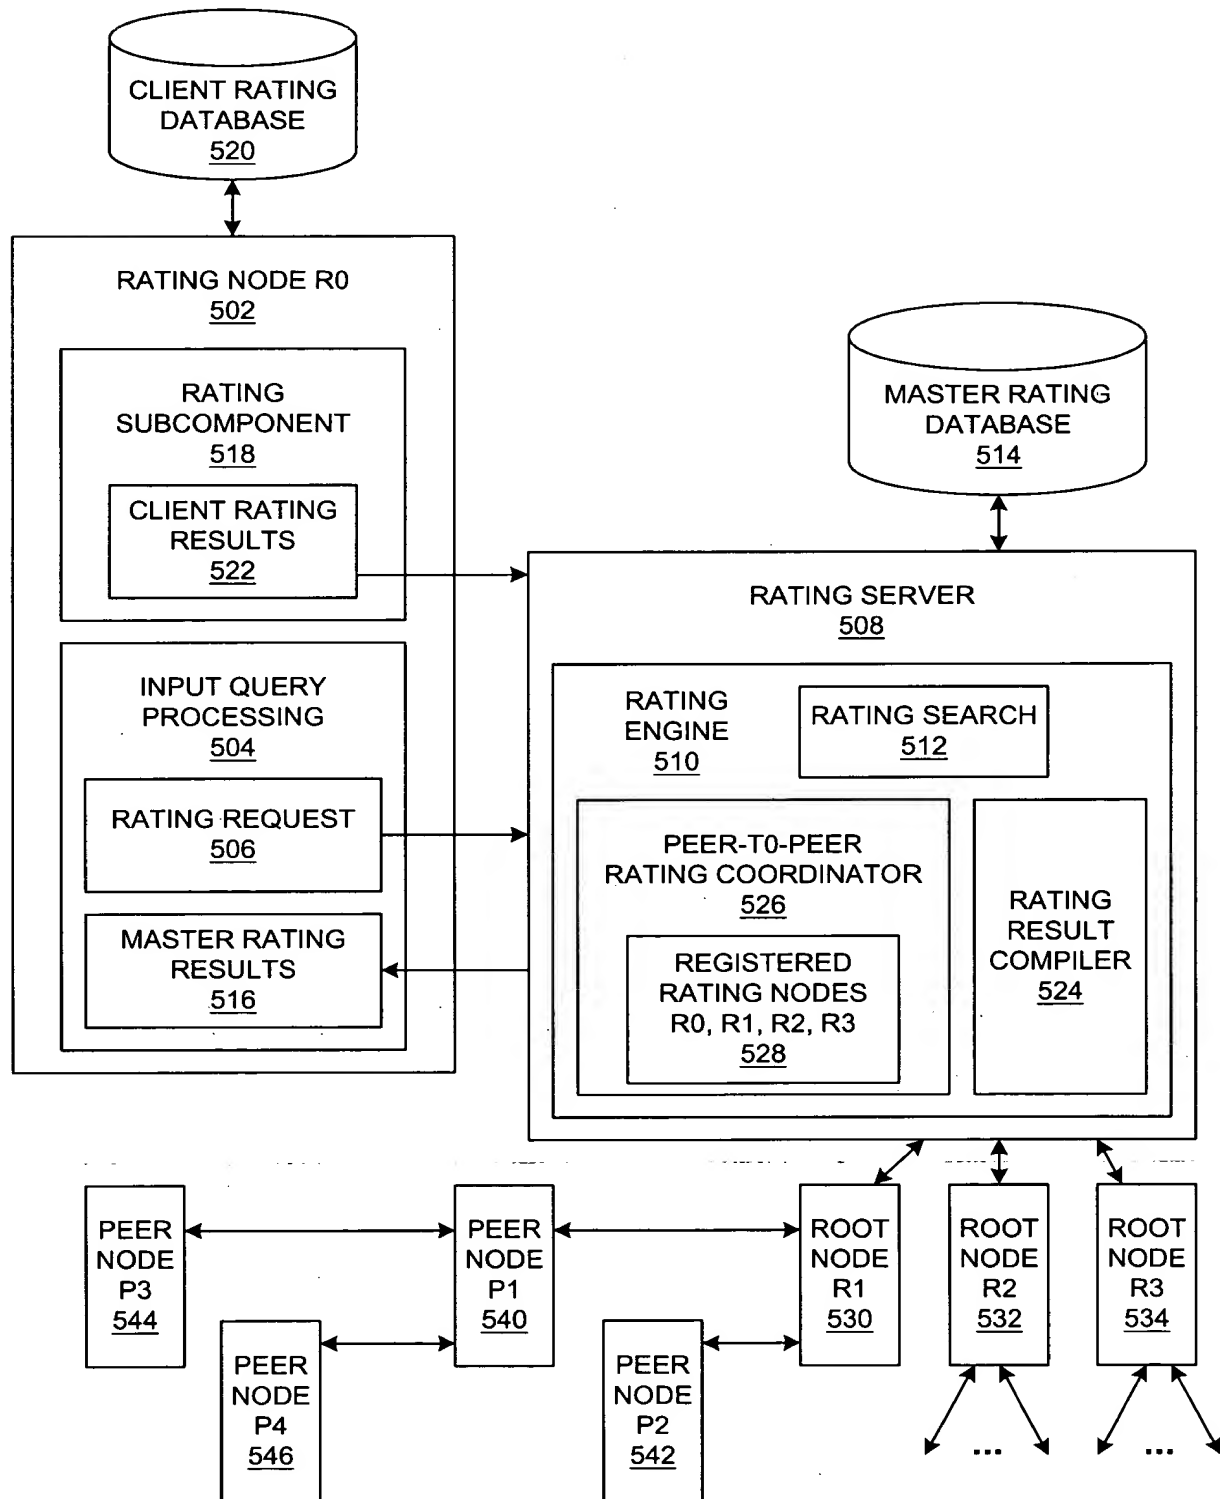 CLIENT RATING
DATABASE
520
RATING NODE R0
502
RATING
SUBCOMPONENT
518
CLIENT RATING
RESULTS
522
INPUT QUERY
PROCESSING
504
RATING REQUEST
506
MASTER RATING
RESULTS
516
MASTER RATING
DATABASE
514
RATING SERVER
508
RATING
ENGINE
510
RATING SEARCH
512
PEER-T0-PEER
RATING COORDINATOR
526
REGISTERED
RATING NODES
R0, R1, R2, R3
528
RATING
RESULT
COMPILER
524
PEER
NODE
P3
544
PEER
NODE
P4
546
PEER
NODE
P1
540
PEER
NODE
P2
542
ROOT
NODE
R1
530
ROOT
NODE
R2
532
ROOT
NODE
R3
534
...
...